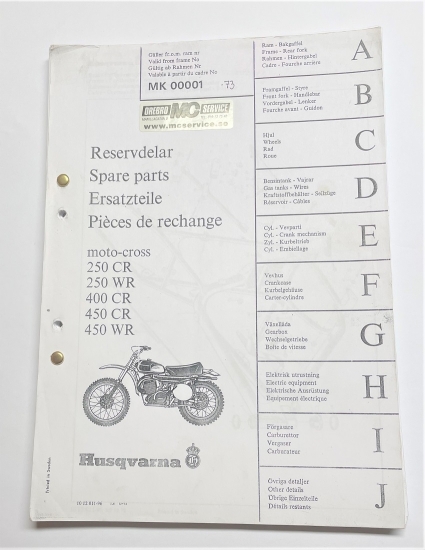 Gäller fr.o.m. ram nr
Valid from frame No
Gültig ab Rahmen Nr
Valable à partir du cadre No
MK 00001 -73
ÖREBRO MC SERVICE
www.mcservice.se
Reservdelar
Spare parts
Ersatzteile
Pièces de rechange
moto-cross
250 CR
250 WR
400 CR
450 CR
450 WR
Husqvarna
Printed in Sweden
10 12 811-96
Ram - Bakgaffel
Frame - Rear fork
Rahmen - Hintergabel
Cadre - Fourche arrière
A
Framgaffel - Styre
Front fork - Handlebar
Vordergabel - Lenker
Fourche avant - Guidon
B
Hjul
Wheels
Rad
Roue
C
Bensintank - Vajrar
Gas tanks - Wires
Kraftstoffbehälter - Seilzüge
Réservoir - Câbles
D
Cyl. - Vevparti
Cyl. - Crank mechanism
Zyl. - Kurbeltrieb
Cyl. - Embiellage
E
Vevhus
Crankcase
Kurbelgehäuse
Carter-cylindre
F
Växellåda
Gearbox
Wechselgetriebe
Boîte de vitesse
G
Elektrisk utrustning
Electric equipment
Elektrische Ausrüstung
Equipement électrique
H
Förgasare
Carburettor
Vergaser
Carburateur
I
Övriga detaljer
Other details
Übrige Einzelteile
Détails restants
J